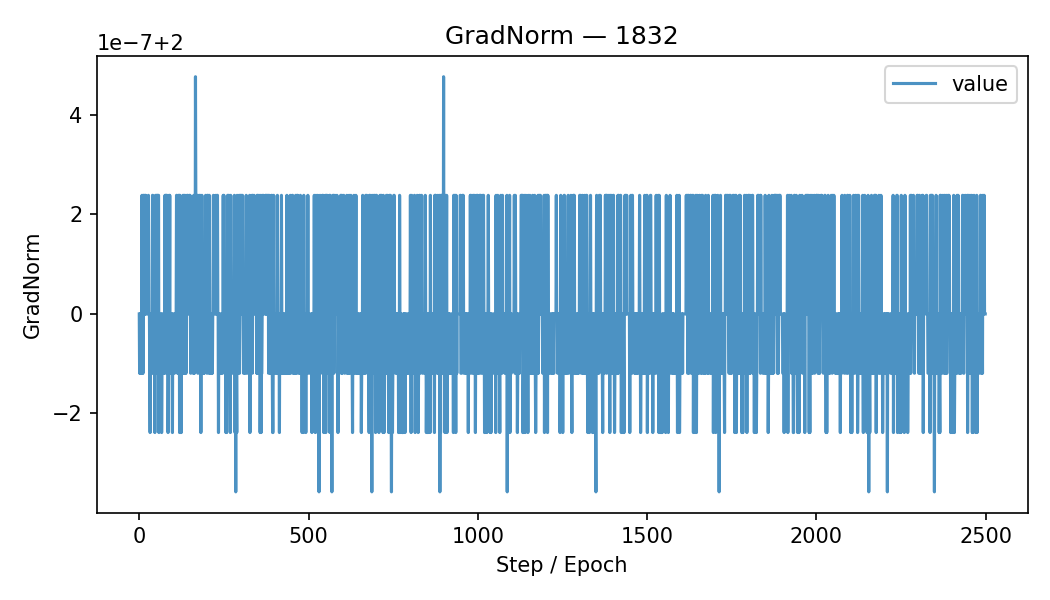 GradNorm — 1832
1e−7+2
value
GradNorm
4
2
0
−2
0
500
1000
1500
2000
2500
Step / Epoch